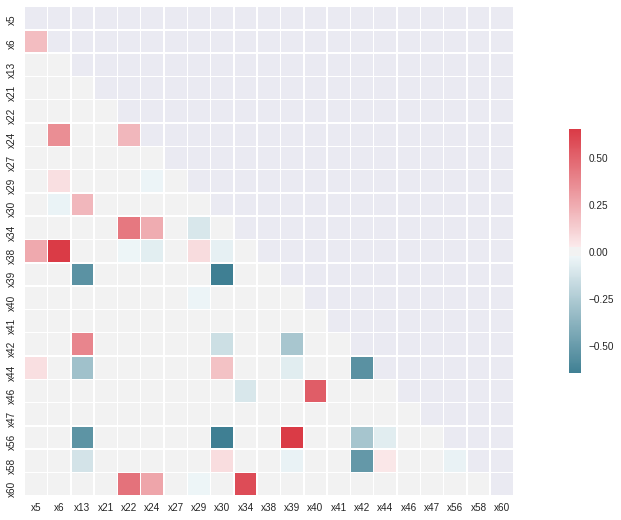 x5
x6
x13
x21
x22
x24
x27
x29
x30
x34
x38
x39
x40
x41
x42
x44
x46
x47
x56
x58
x60
0.50
0.25
0.00
−0.25
−0.50
x5 x6 x13 x21 x22 x24 x27 x29 x30 x34 x38 x39 x40 x41 x42 x44 x46 x47 x56 x58 x60